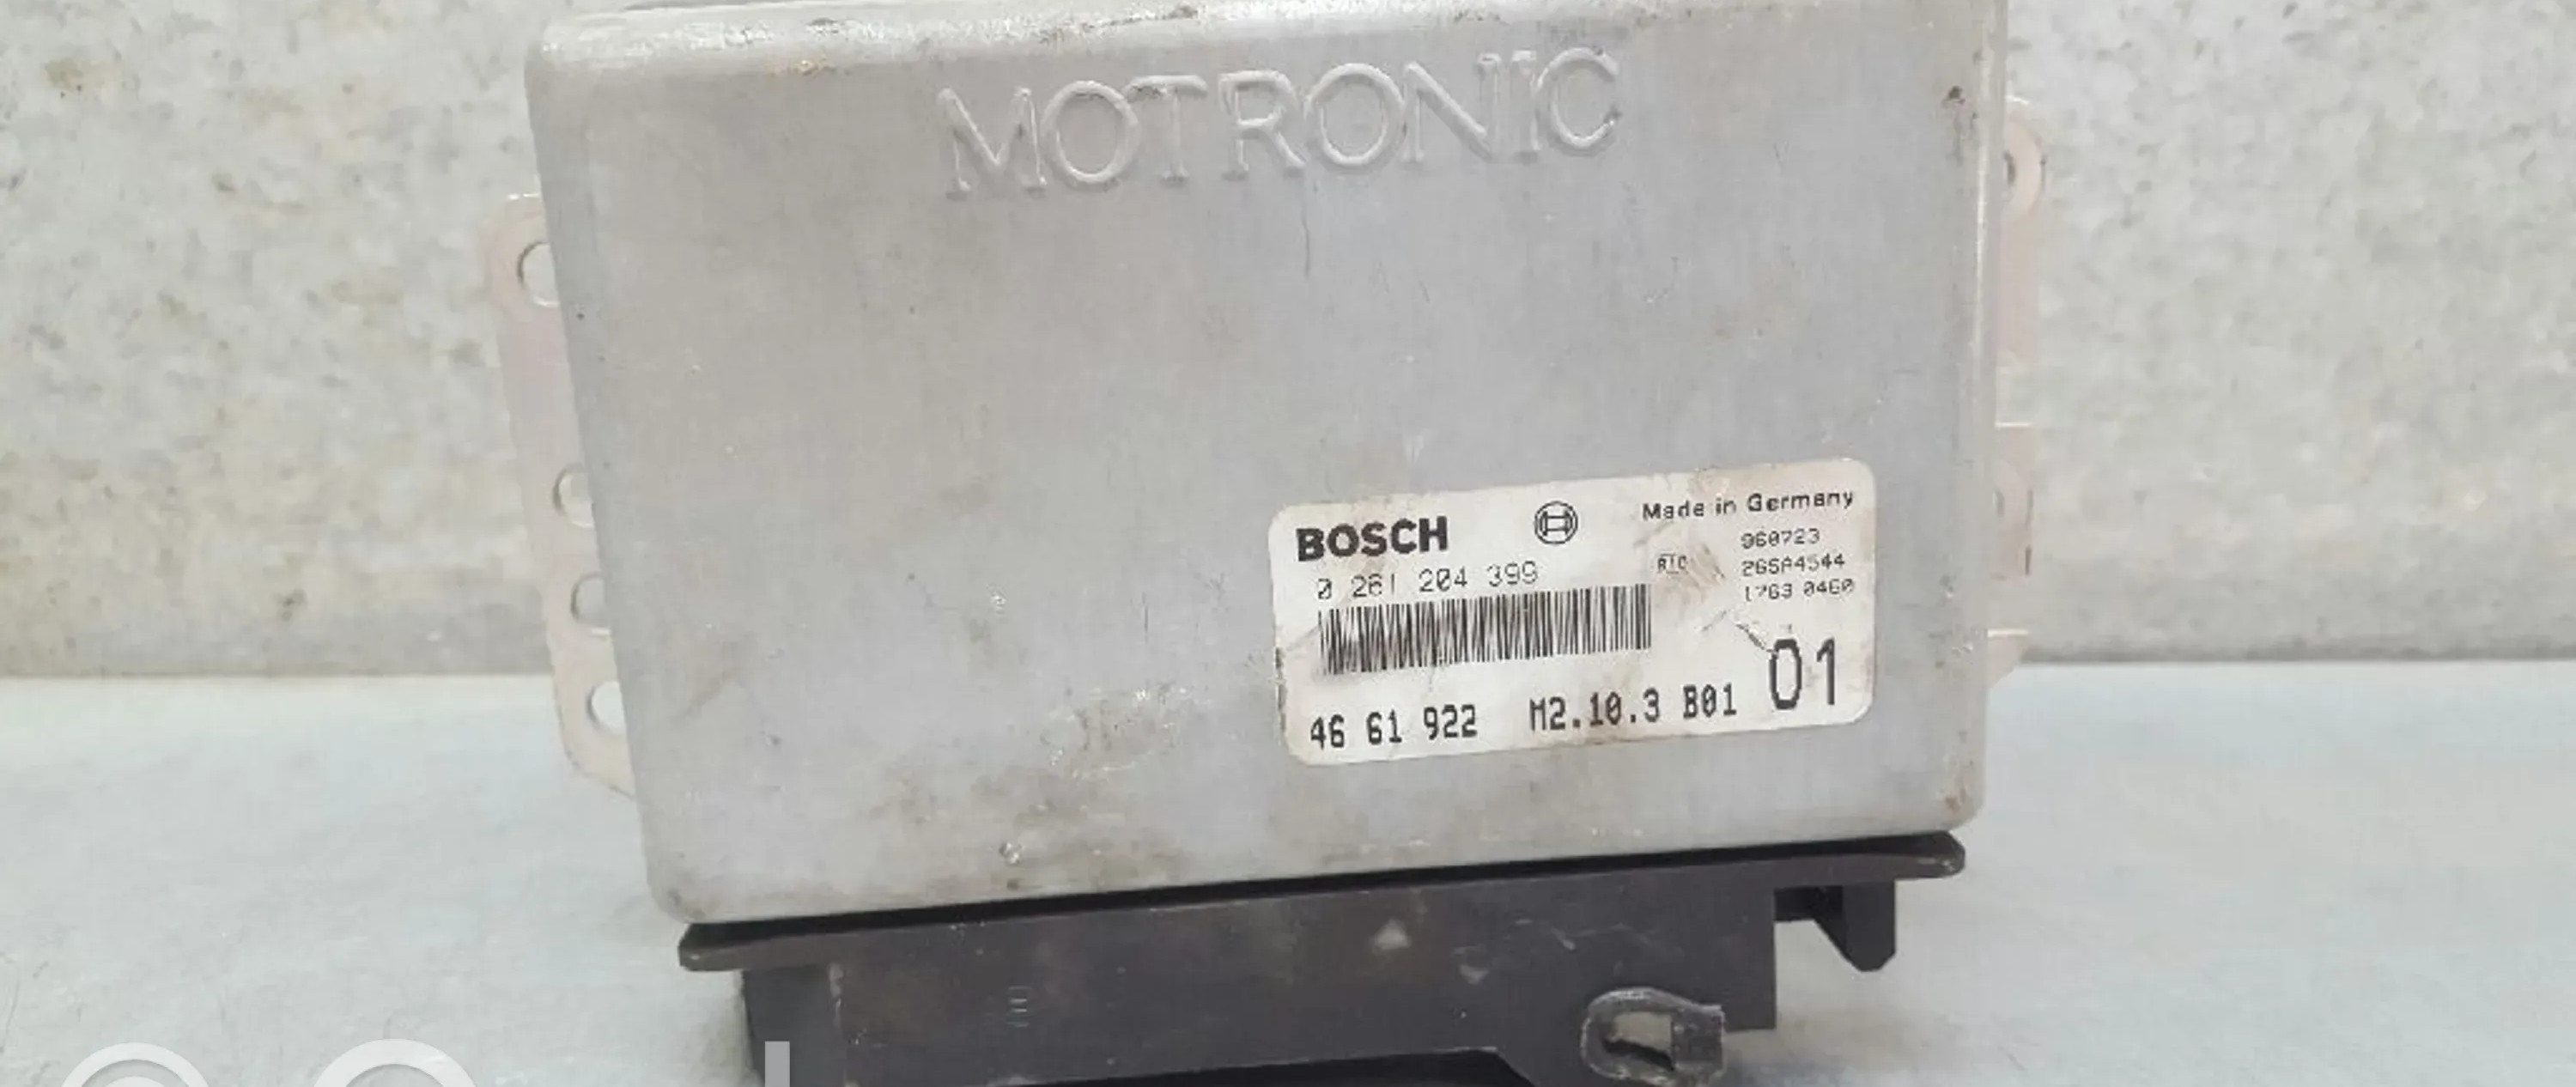 MOTRONIC
BOSCH
Made in Germany
0 261 204 399
960723
26SA4544
RTC
1763 0460
01
46 61 922 M2.10.3 B01